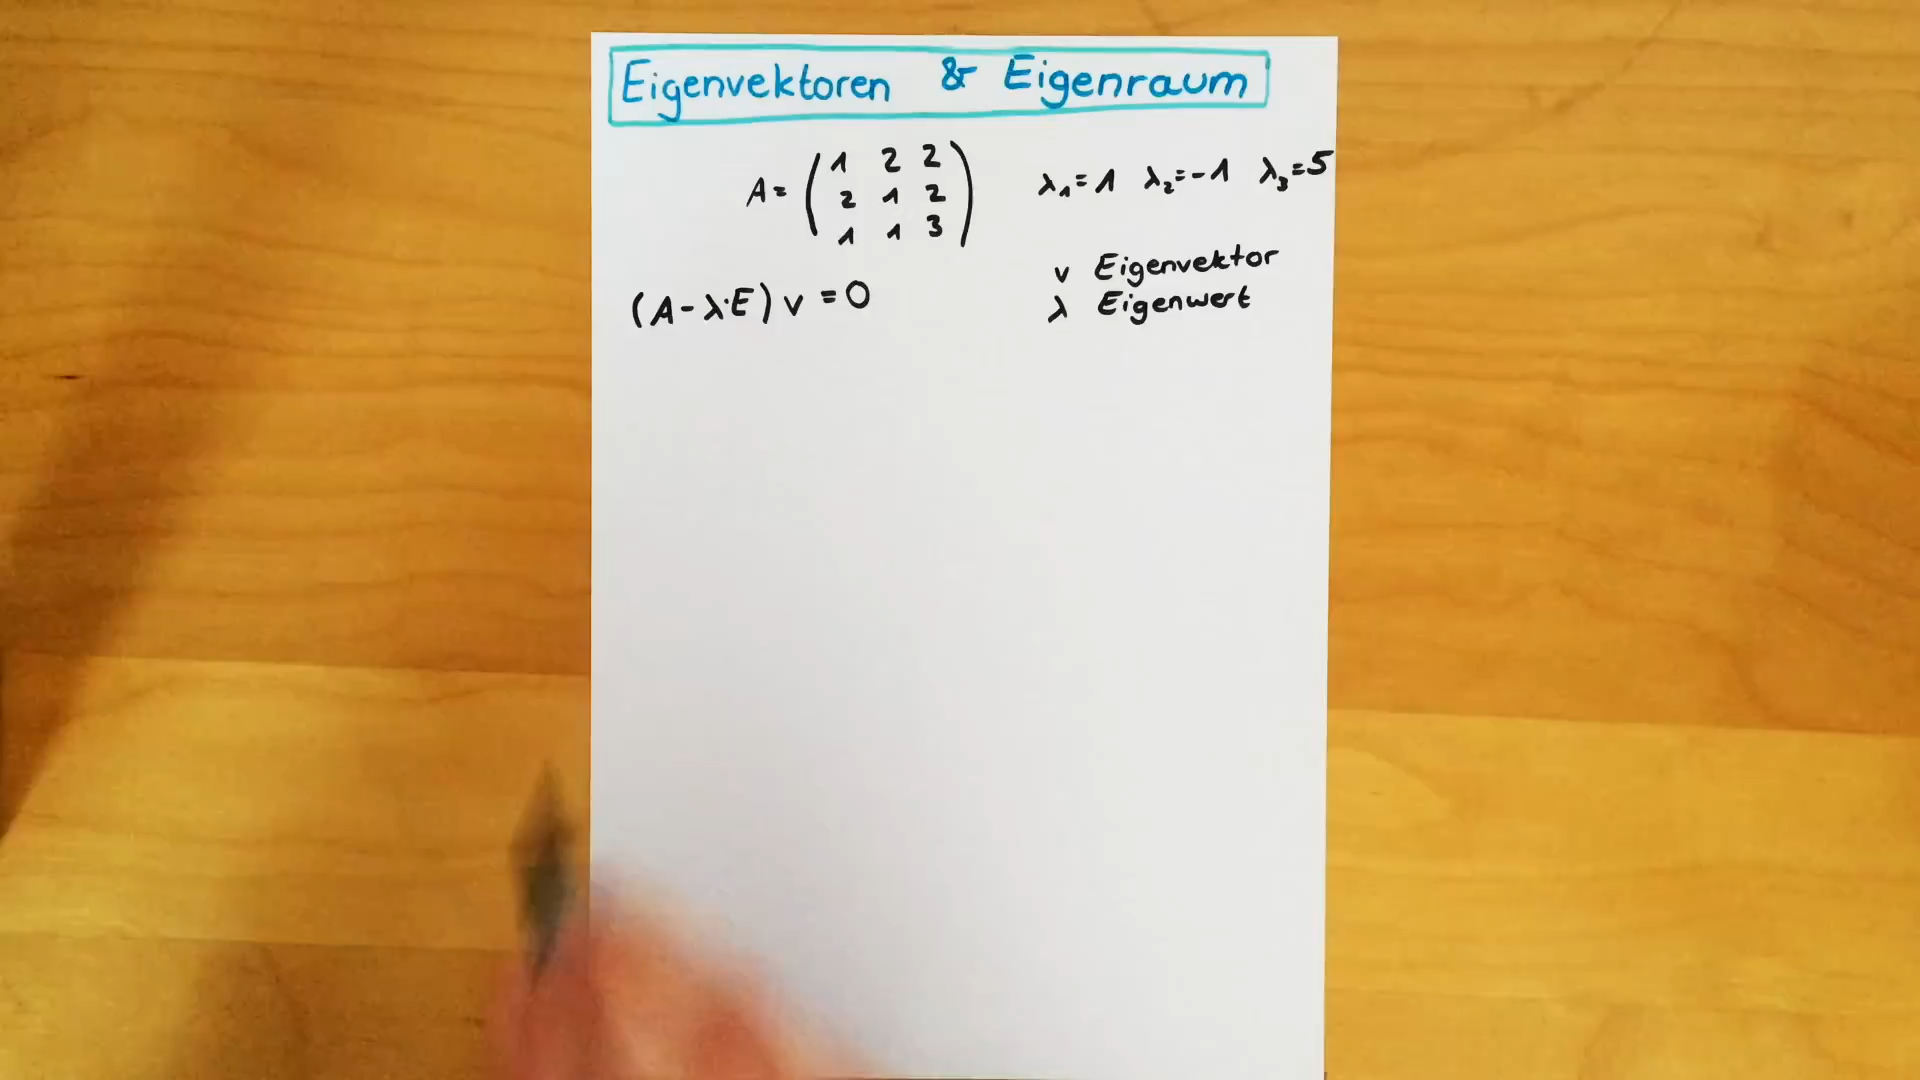 Eigenvektoren & Eigenraum
A = ( 1 2 2
2 1 2
1 1 3 )
λ₁=1 λ₂=-1 λ₃=5
v Eigenvektor
λ Eigenwert
(A-λ·E) v = 0